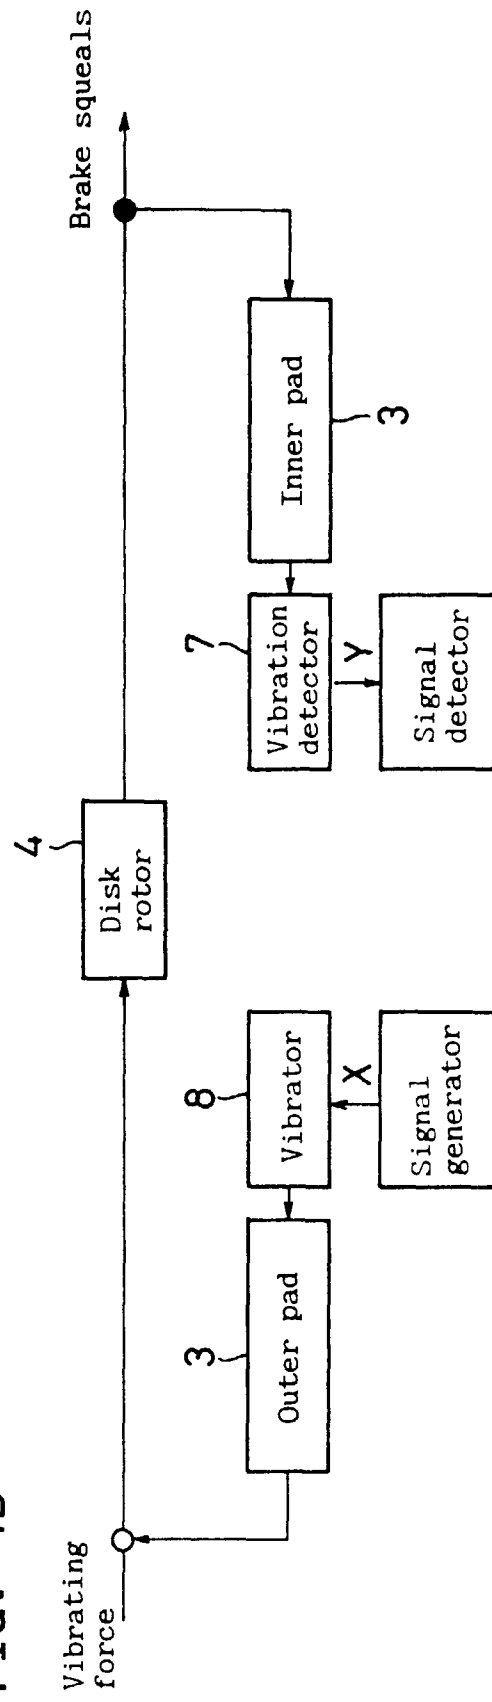 Vibrating
force
4
Disk
rotor
Brake squeals
3
Outer pad
8
Vibrator
X
Signal
generator
7
Vibration
detector
Y
Signal
detector
Inner pad
3